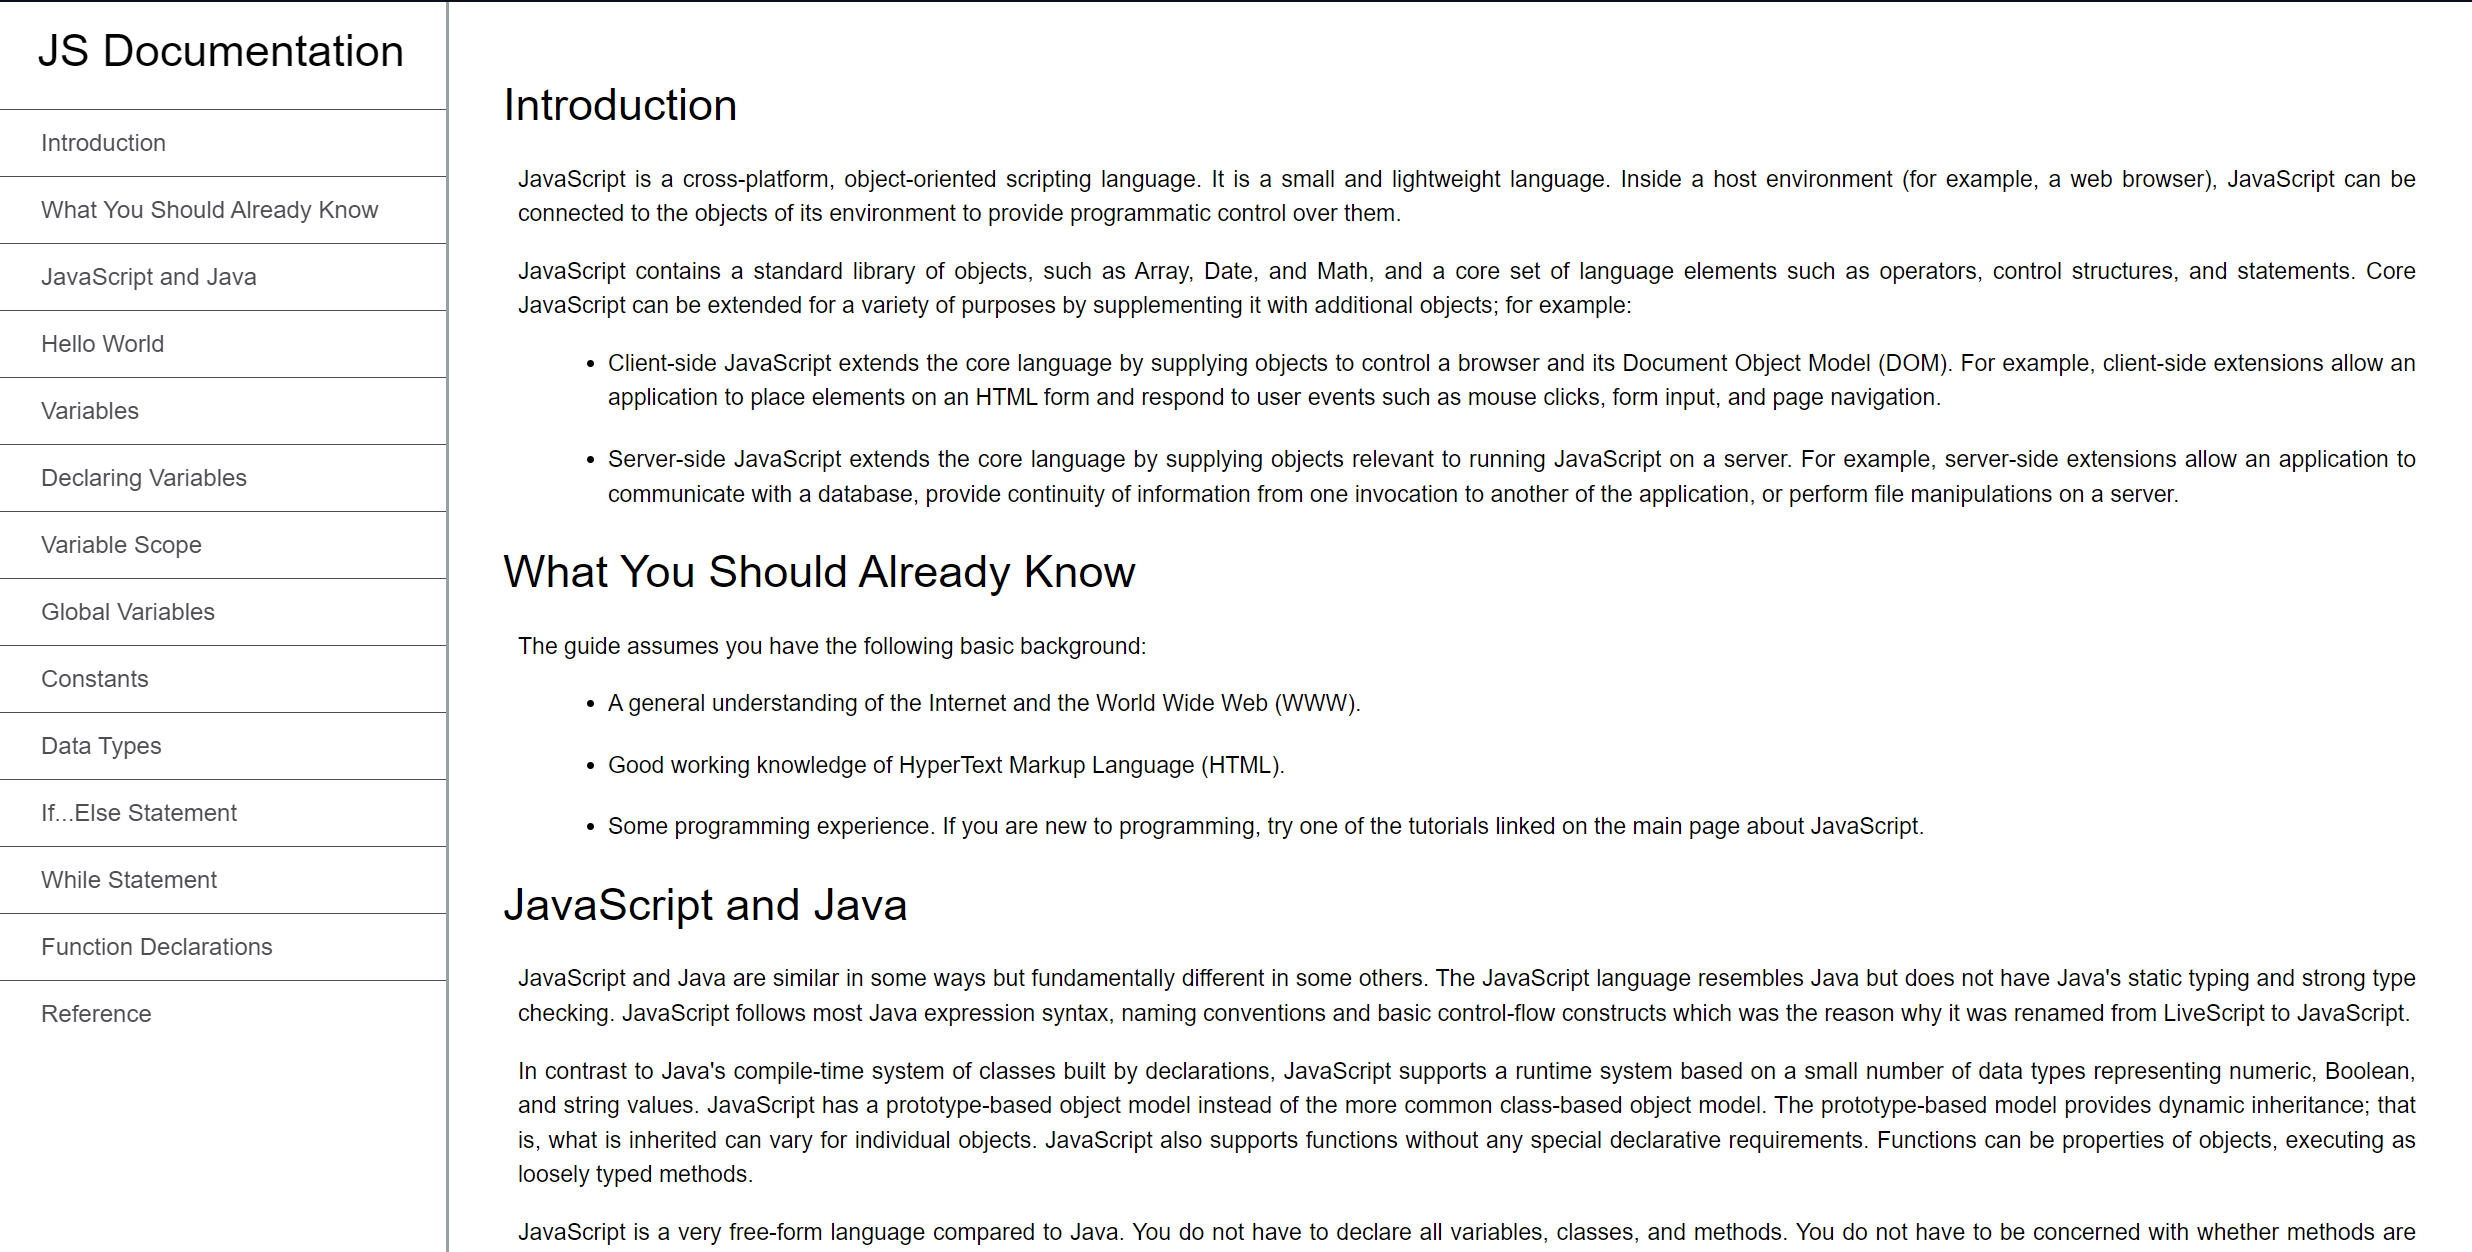 JS Documentation
Introduction
What You Should Already Know
JavaScript and Java
Hello World
Variables
Declaring Variables
Variable Scope
Global Variables
Constants
Data Types
If...Else Statement
While Statement
Function Declarations
Reference
Introduction
JavaScript is a cross-platform, object-oriented scripting language. It is a small and lightweight language. Inside a host environment (for example, a web browser), JavaScript can be
connected to the objects of its environment to provide programmatic control over them.
JavaScript contains a standard library of objects, such as Array, Date, and Math, and a core set of language elements such as operators, control structures, and statements. Core
JavaScript can be extended for a variety of purposes by supplementing it with additional objects; for example:
• Client-side JavaScript extends the core language by supplying objects to control a browser and its Document Object Model (DOM). For example, client-side extensions allow an
application to place elements on an HTML form and respond to user events such as mouse clicks, form input, and page navigation.
• Server-side JavaScript extends the core language by supplying objects relevant to running JavaScript on a server. For example, server-side extensions allow an application to
communicate with a database, provide continuity of information from one invocation to another of the application, or perform file manipulations on a server.
What You Should Already Know
The guide assumes you have the following basic background:
• A general understanding of the Internet and the World Wide Web (WWW).
• Good working knowledge of HyperText Markup Language (HTML).
• Some programming experience. If you are new to programming, try one of the tutorials linked on the main page about JavaScript.
JavaScript and Java
JavaScript and Java are similar in some ways but fundamentally different in some others. The JavaScript language resembles Java but does not have Java's static typing and strong type
checking. JavaScript follows most Java expression syntax, naming conventions and basic control-flow constructs which was the reason why it was renamed from LiveScript to JavaScript.
In contrast to Java's compile-time system of classes built by declarations, JavaScript supports a runtime system based on a small number of data types representing numeric, Boolean,
and string values. JavaScript has a prototype-based object model instead of the more common class-based object model. The prototype-based model provides dynamic inheritance; that
is, what is inherited can vary for individual objects. JavaScript also supports functions without any special declarative requirements. Functions can be properties of objects, executing as
loosely typed methods.
JavaScript is a very free-form language compared to Java. You do not have to declare all variables, classes, and methods. You do not have to be concerned with whether methods are